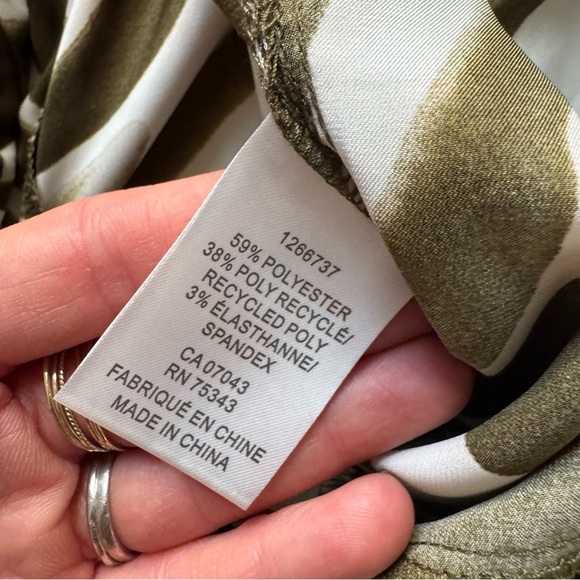 1266737
59% POLYESTER
38% POLY RECYCLÉ/
RECYCLED POLY
3% ÉLASTHANNE/
SPANDEX
CA 07043
RN 75343
FABRIQUÉ EN CHINE
MADE IN CHINA